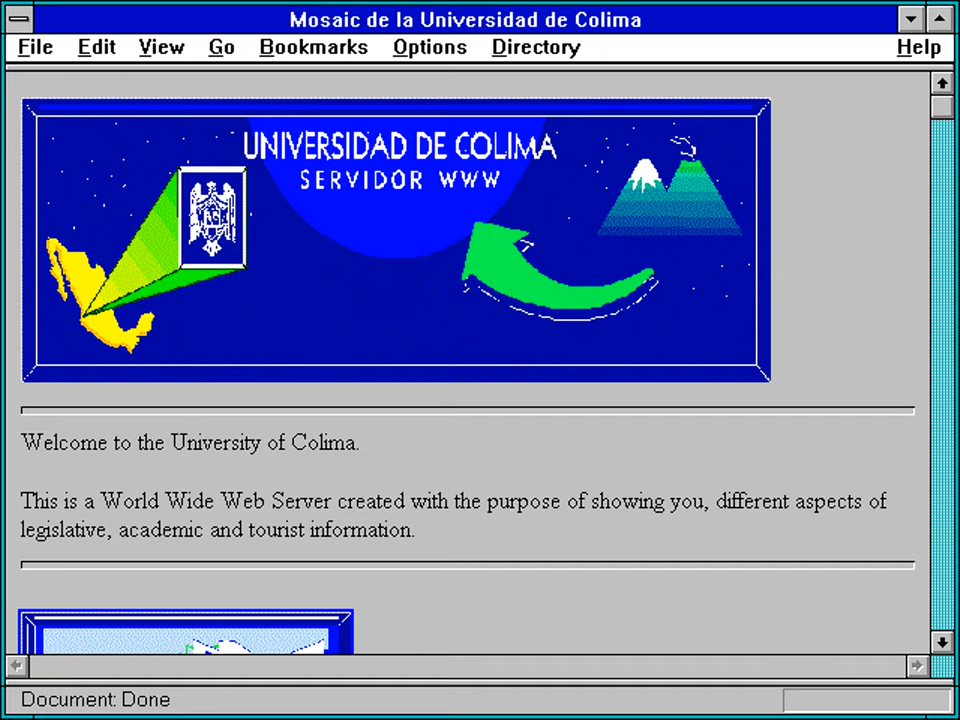 Mosaic de la Universidad de Colima
File Edit View Go Bookmarks Options Directory Help
UNIVERSIDAD DE COLIMA
SERVIDOR WWW
Welcome to the University of Colima.
This is a World Wide Web Server created with the purpose of showing you, different aspects of
legislative, academic and tourist information.
Document: Done